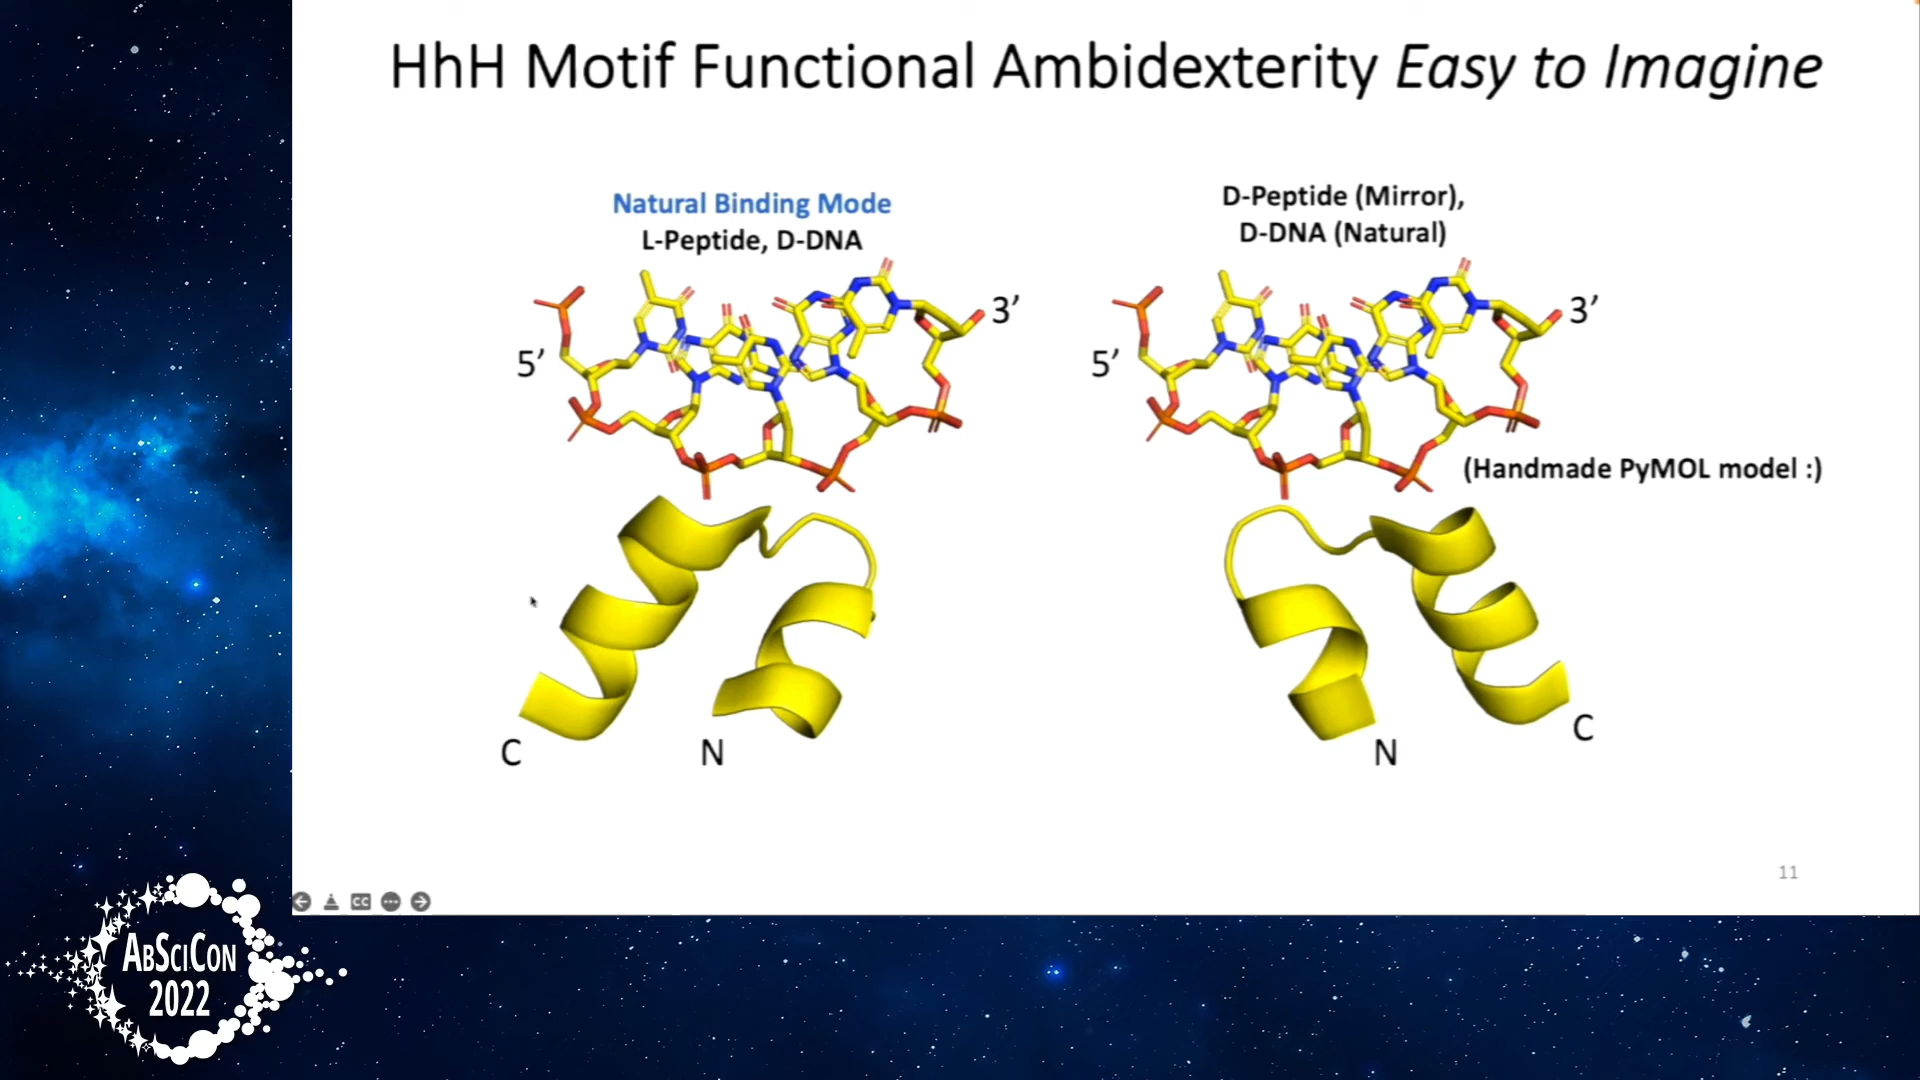 HhH Motif Functional Ambidexterity Easy to Imagine
Natural Binding Mode
L-Peptide, D-DNA
D-Peptide (Mirror),
D-DNA (Natural)
5’
3’
5’
3’
(Handmade PyMOL model :)
C
N
N
C
11
CC
ABSCICON
2022